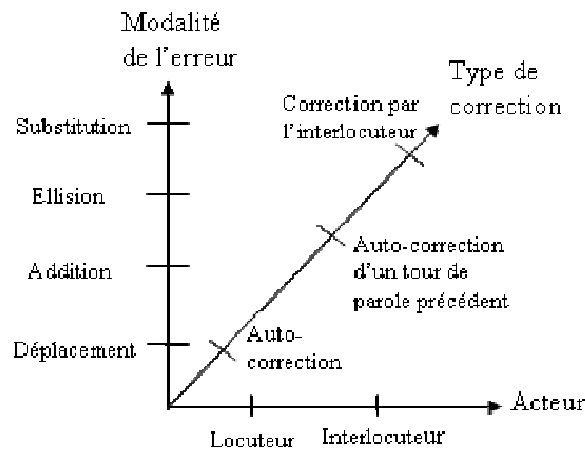 Modalité
de l'erreur
Type de
correction
Correction par
l'interlocuteur
Substitution
Ellision
Auto-correction
d'un tour de
parole précédent
Addition
Auto-
correction
Déplacement
Acteur
Locuteur
Interlocuteur